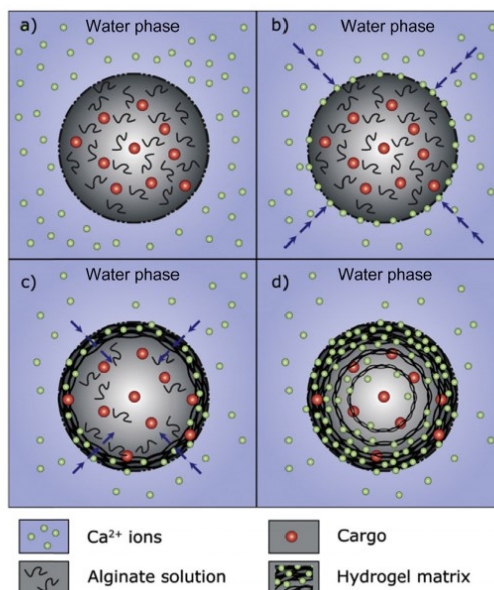 a) Water phase
b) Water phase
c) Water phase
d) Water phase
Ca²⁺ ions
Cargo
Alginate solution
Hydrogel matrix